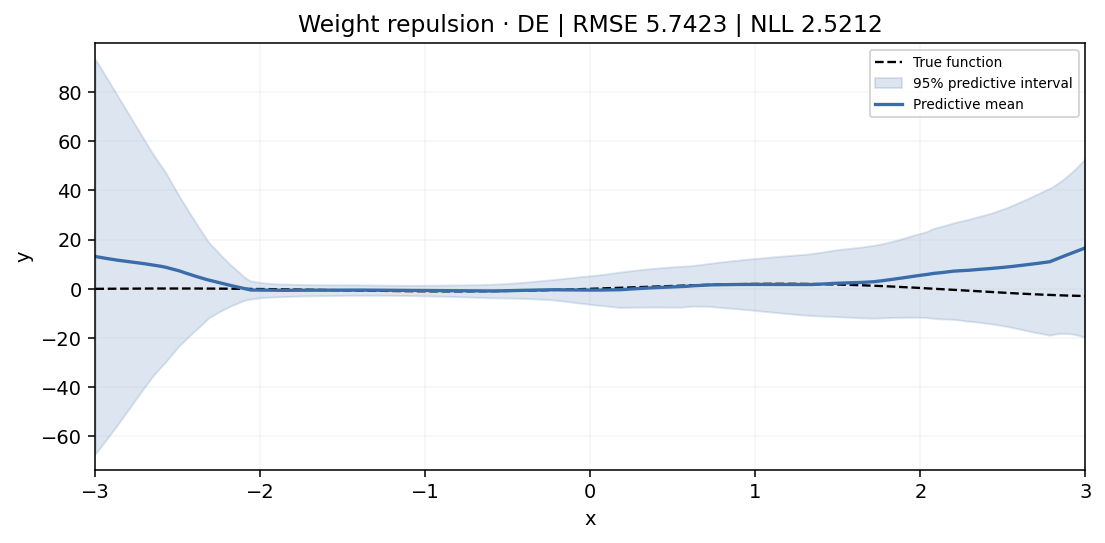 Weight repulsion · DE | RMSE 5.7423 | NLL 2.5212
True function
95% predictive interval
Predictive mean
80
60
40
20
0
−20
−40
−60
y
−3
−2
−1
0
1
2
3
x